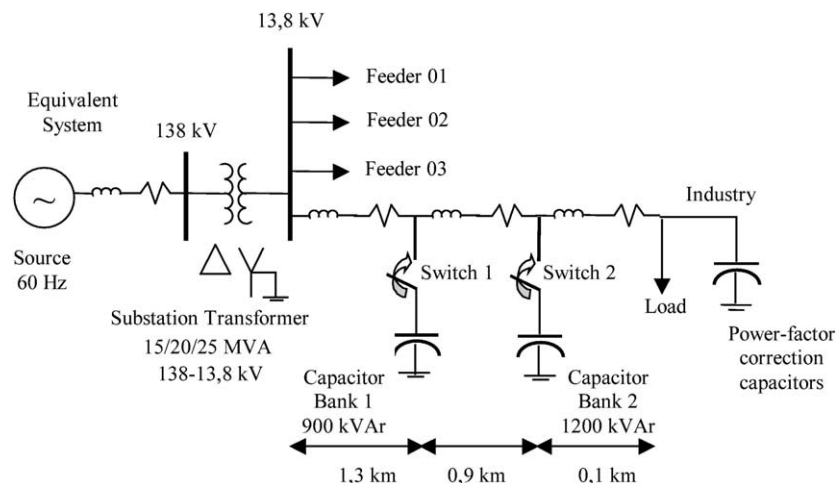 13,8 kV
Equivalent
System
138 kV
Feeder 01
Feeder 02
Feeder 03
Industry
~
Source
60 Hz
Switch 1
Switch 2
Load
Substation Transformer
15/20/25 MVA
138-13,8 kV
Power-factor
correction
capacitors
Capacitor
Bank 1
900 kVAr
Capacitor
Bank 2
1200 kVAr
1,3 km
0,9 km
0,1 km